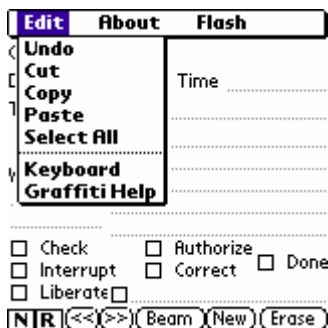 Edit About Flash
Undo
Cut
Copy Time
Paste
Select All
Keyboard
Graffiti Help
Check Authorize
Interrupt Correct Done
Liberate
N R << >> Beam New Erase